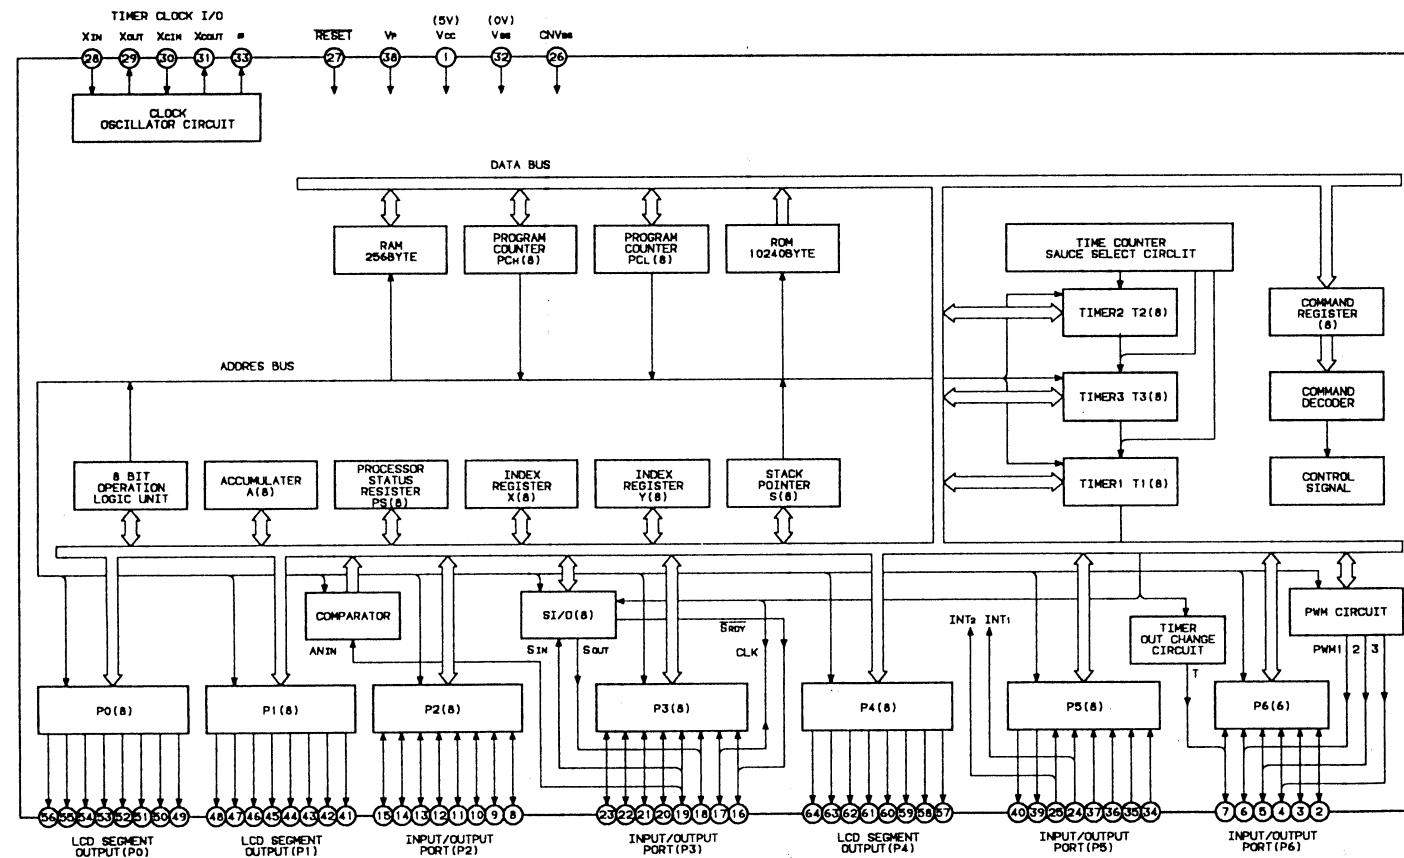 TIMER CLOCK I/O
(5V) (0V)
XIN XOUT XCIN XCOUT ø RESET VP VCC VSS CNVSS
28 29 30 31 33 27 38 1 32 26
CLOCK
OSCILLATOR CIRCUIT
DATA BUS
RAM
256BYTE
PROGRAM
COUNTER
PCH(8)
PROGRAM
COUNTER
PCL(8)
ROM
10240BYTE
TIME COUNTER
SAUCE SELECT CIRCLIT
TIMER2 T2(8)
COMMAND
REGISTER
(8)
ADDRES BUS
TIMER3 T3(8)
COMMAND
DECODER
8 BIT
OPERATION
LOGIC UNIT
ACCUMULATER
A(8)
PROCESSOR
STATUS
REGISTER
PS(8)
INDEX
REGISTER
X(8)
INDEX
REGISTER
Y(8)
STACK
POINTER
S(8)
TIMER1 T1(8)
CONTROL
SIGNAL
COMPARATOR
SI/O(8)
PWM CIRCUIT
ANIN
SIN SOUT
SRDY
CLK
INT2 INT1
TIMER
OUT CHANGE
CIRCUIT
T
PWM1 2 3
P0(8) P1(8) P2(8) P3(8) P4(8) P5(8) P6(6)
56 55 54 53 52 51 50 49 48 47 46 45 44 43 42 41 15 14 13 12 11 10 9 8 23 22 21 20 19 18 17 16 64 63 62 61 60 59 58 57 40 39 25 24 37 36 35 34 7 6 5 4 3 2
LCD SEGMENT
OUTPUT(P0)
LCD SEGMENT
OUTPUT(P1)
INPUT/OUTPUT
PORT(P2)
INPUT/OUTPUT
PORT(P3)
LCD SEGMENT
OUTPUT(P4)
INPUT/OUTPUT
PORT(P5)
INPUT/OUTPUT
PORT(P6)